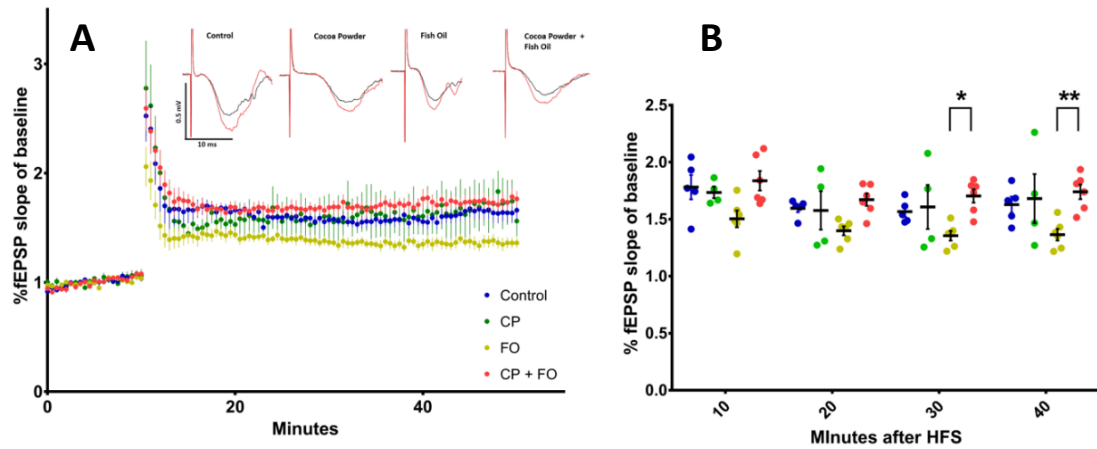 A
Control
Cocoa Powder
Fish Oil
Cocoa Powder +
Fish Oil
0.5 mV
10 ms
%fEPSP slope of baseline
3
2
1
1
0
20
40
Minutes
Control
CP
FO
CP + FO
B
% fEPSP slope of baseline
2.5%
2.0%
1.5%
1.0%
0.5%
0.0%
*
**
10
20
30
40
MInutes after HFS